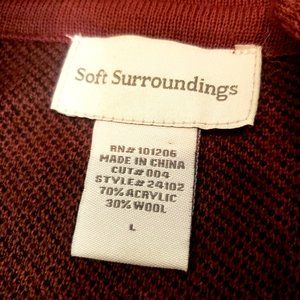 Soft Surroundings
RN# 101206
MADE IN CHINA
CUT# 004
STYLE# 24102
70% ACRYLIC
30% WOOL
L